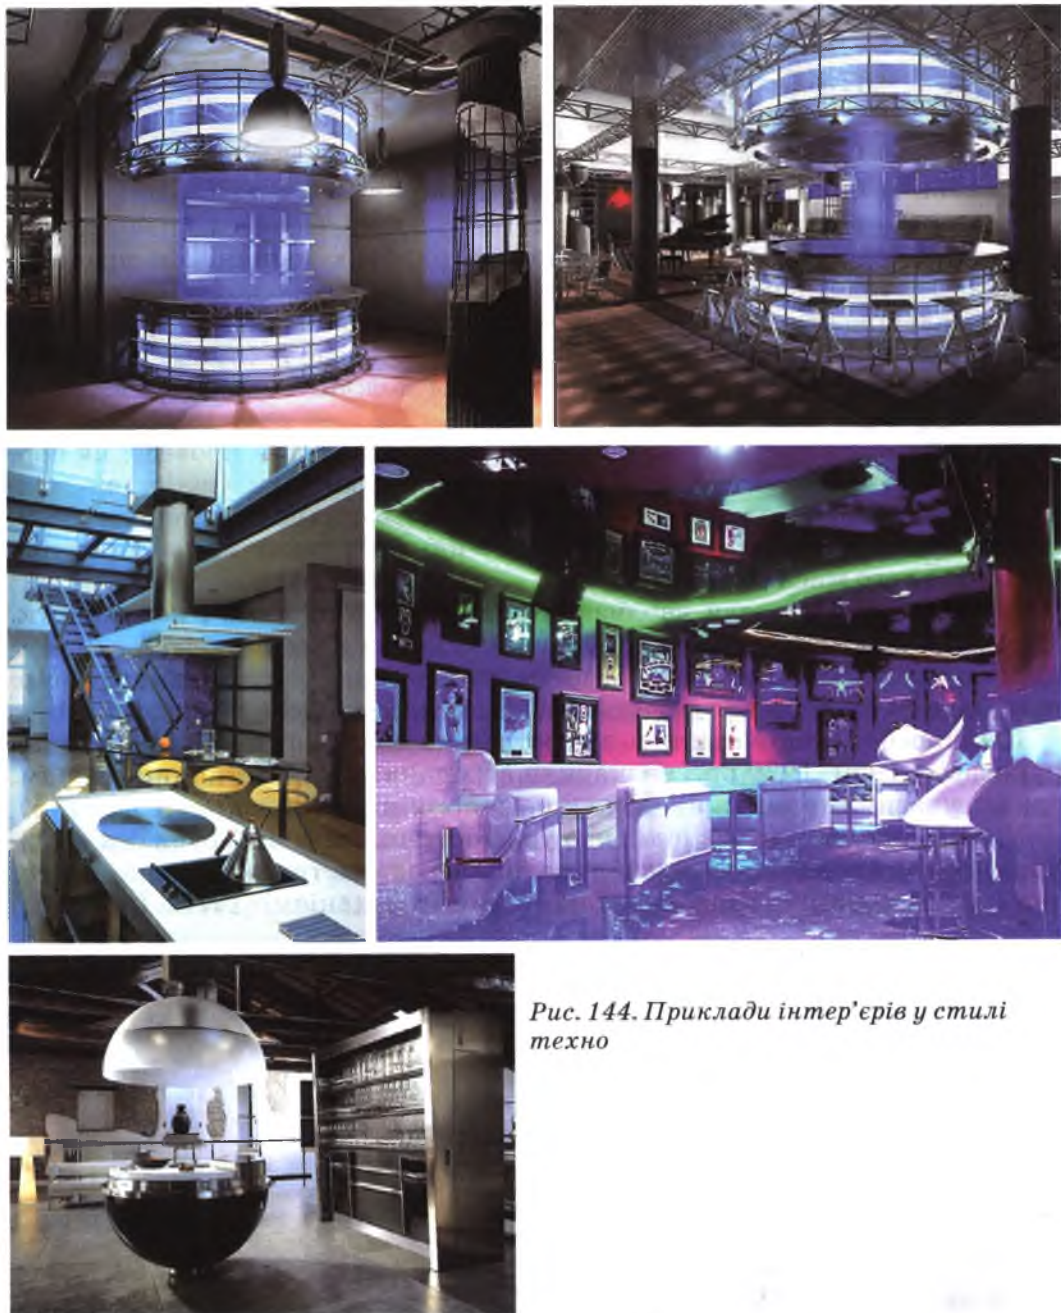 Рис. 144. Приклади інтер’єрів у стилі
техно